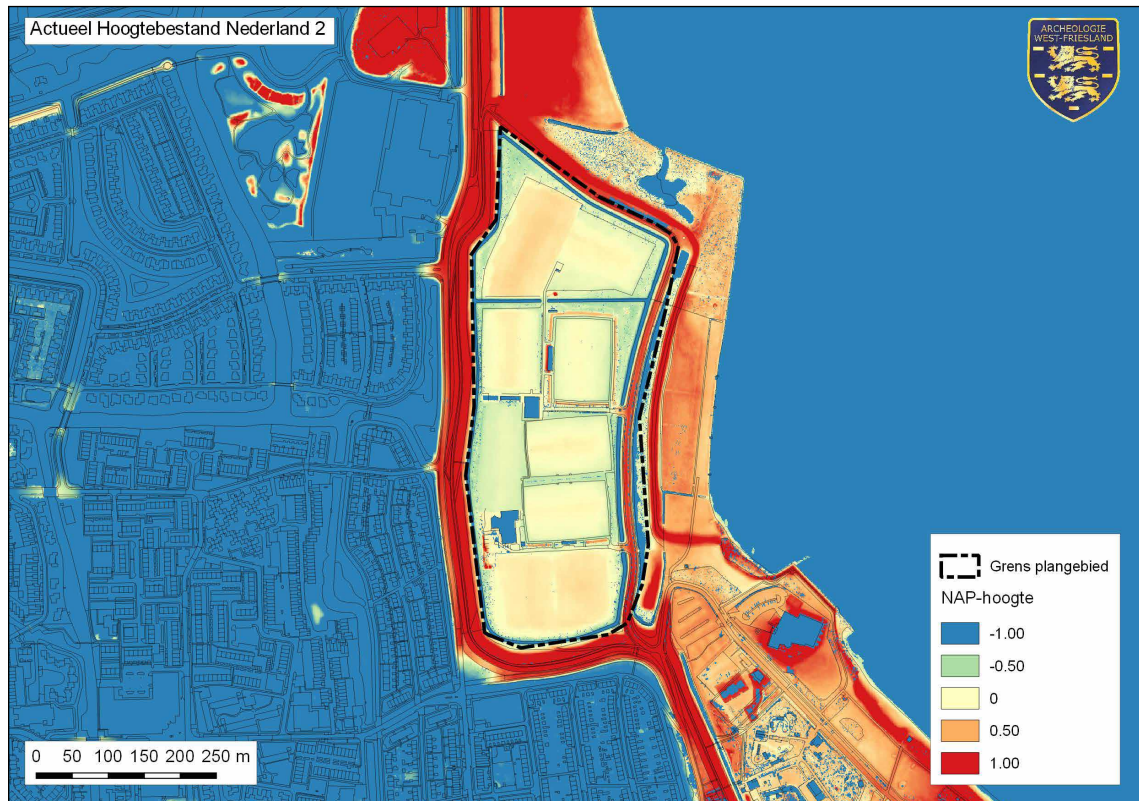 Actueel Hoogtebestand Nederland 2
ARCHEOLOGIE
WEST-FRIESLAND
Grens plangebied
NAP-hoogte
-1.00
-0.50
0
0.50
1.00
0 50 100 150 200 250 m